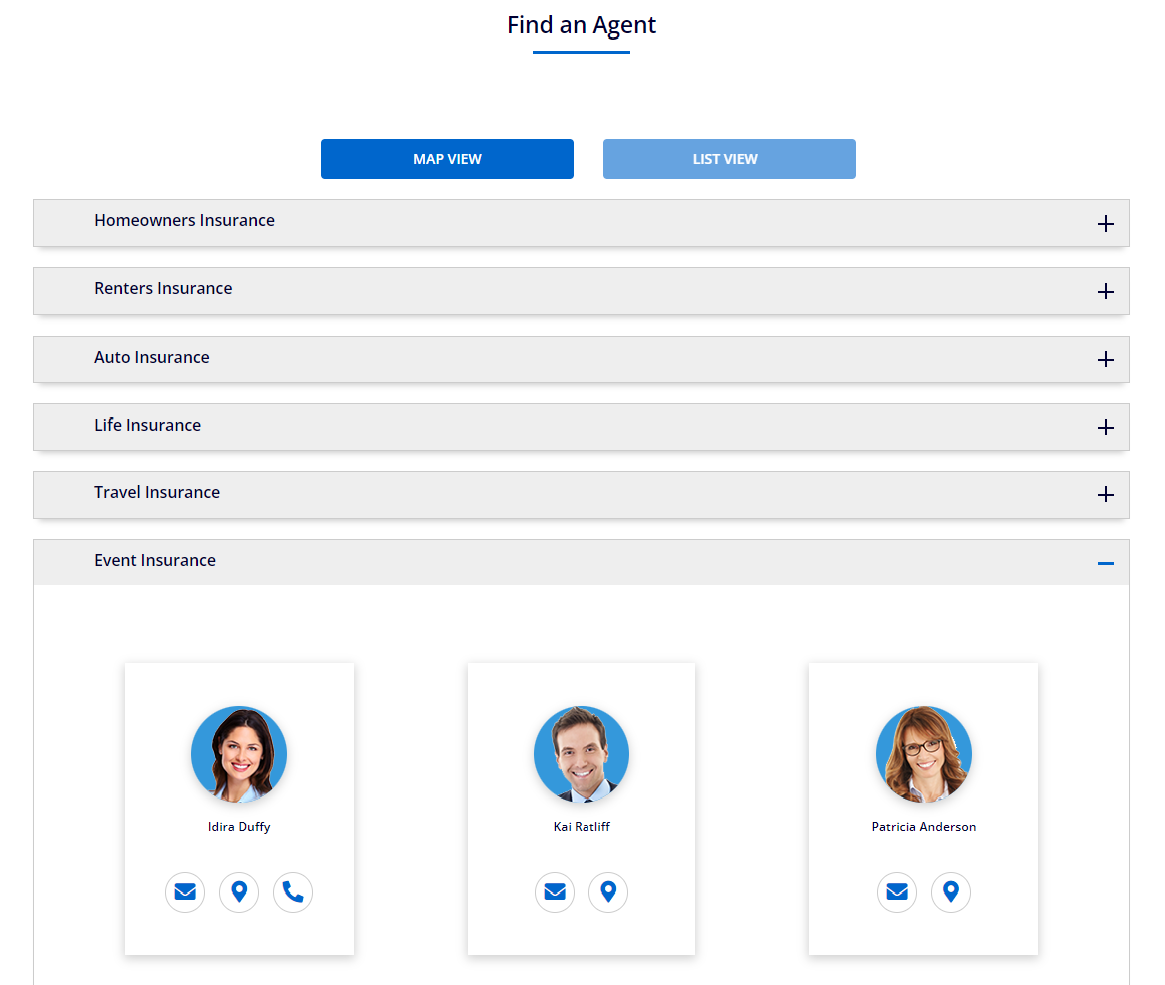 Find an Agent
MAP VIEW
LIST VIEW
Homeowners Insurance
Renters Insurance
Auto Insurance
Life Insurance
Travel Insurance
Event Insurance
Idira Duffy
Kai Ratliff
Patricia Anderson